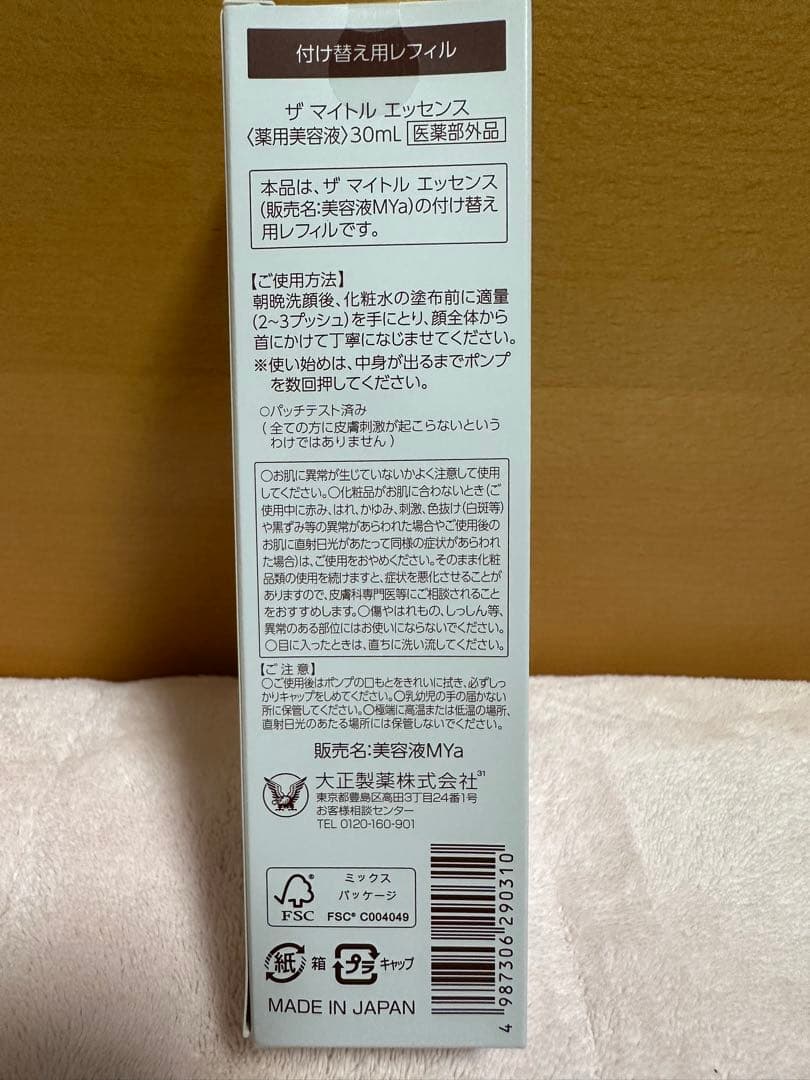 付け替え用レフィル
ザ マイトル エッセンス
〈薬用美容液〉30mL 医薬部外品
本品は、ザ マイトル エッセンス
(販売名:美容液MYa)の付け替え
用レフィルです。
【ご使用方法】
朝晩洗顔後、化粧水の塗布前に適量
(2~3プッシュ)を手にとり、顔全体から
首にかけて丁寧になじませてください。
※使い始めは、中身が出るまでポンプ
を数回押してください。
○パッチテスト済み
(全ての方に皮膚刺激が起こらないという
わけではありません)
○お肌に異常が生じていないかよく注意して使用
してください。○化粧品がお肌に合わないとき(ご
使用中に赤み、はれ、かゆみ、刺激、色抜け(白斑等)
や黒ずみ等の異常があらわれた場合やご使用後の
お肌に直射日光があたって同様の症状があらわれ
た場合)は、ご使用をおやめください。そのまま化粧
品類の使用を続けますと、症状を悪化させることが
ありますので、皮膚科専門医等にご相談されること
をおすすめします。○傷やはれもの、しっしん等、
異常のある部位にはお使いにならないでください。
○目に入ったときは、直ちに洗い流してください。
【ご注意】
○ご使用後はポンプの口もとをきれいに拭き、必ずしっ
かりキャップをしめてください。○乳幼児の手の届かない
所に保管してください。○極端に高温または低温の場所、
直射日光のあたる場所には保管しないでください。
販売名:美容液MYa
大正製薬株式会社31
東京都豊島区高田3丁目24番1号
お客様相談センター
TEL 0120-160-901
FSC®
ミックス
パッケージ
FSC® C004049
紙 箱 プラ キャップ
MADE IN JAPAN
4 987306 290310